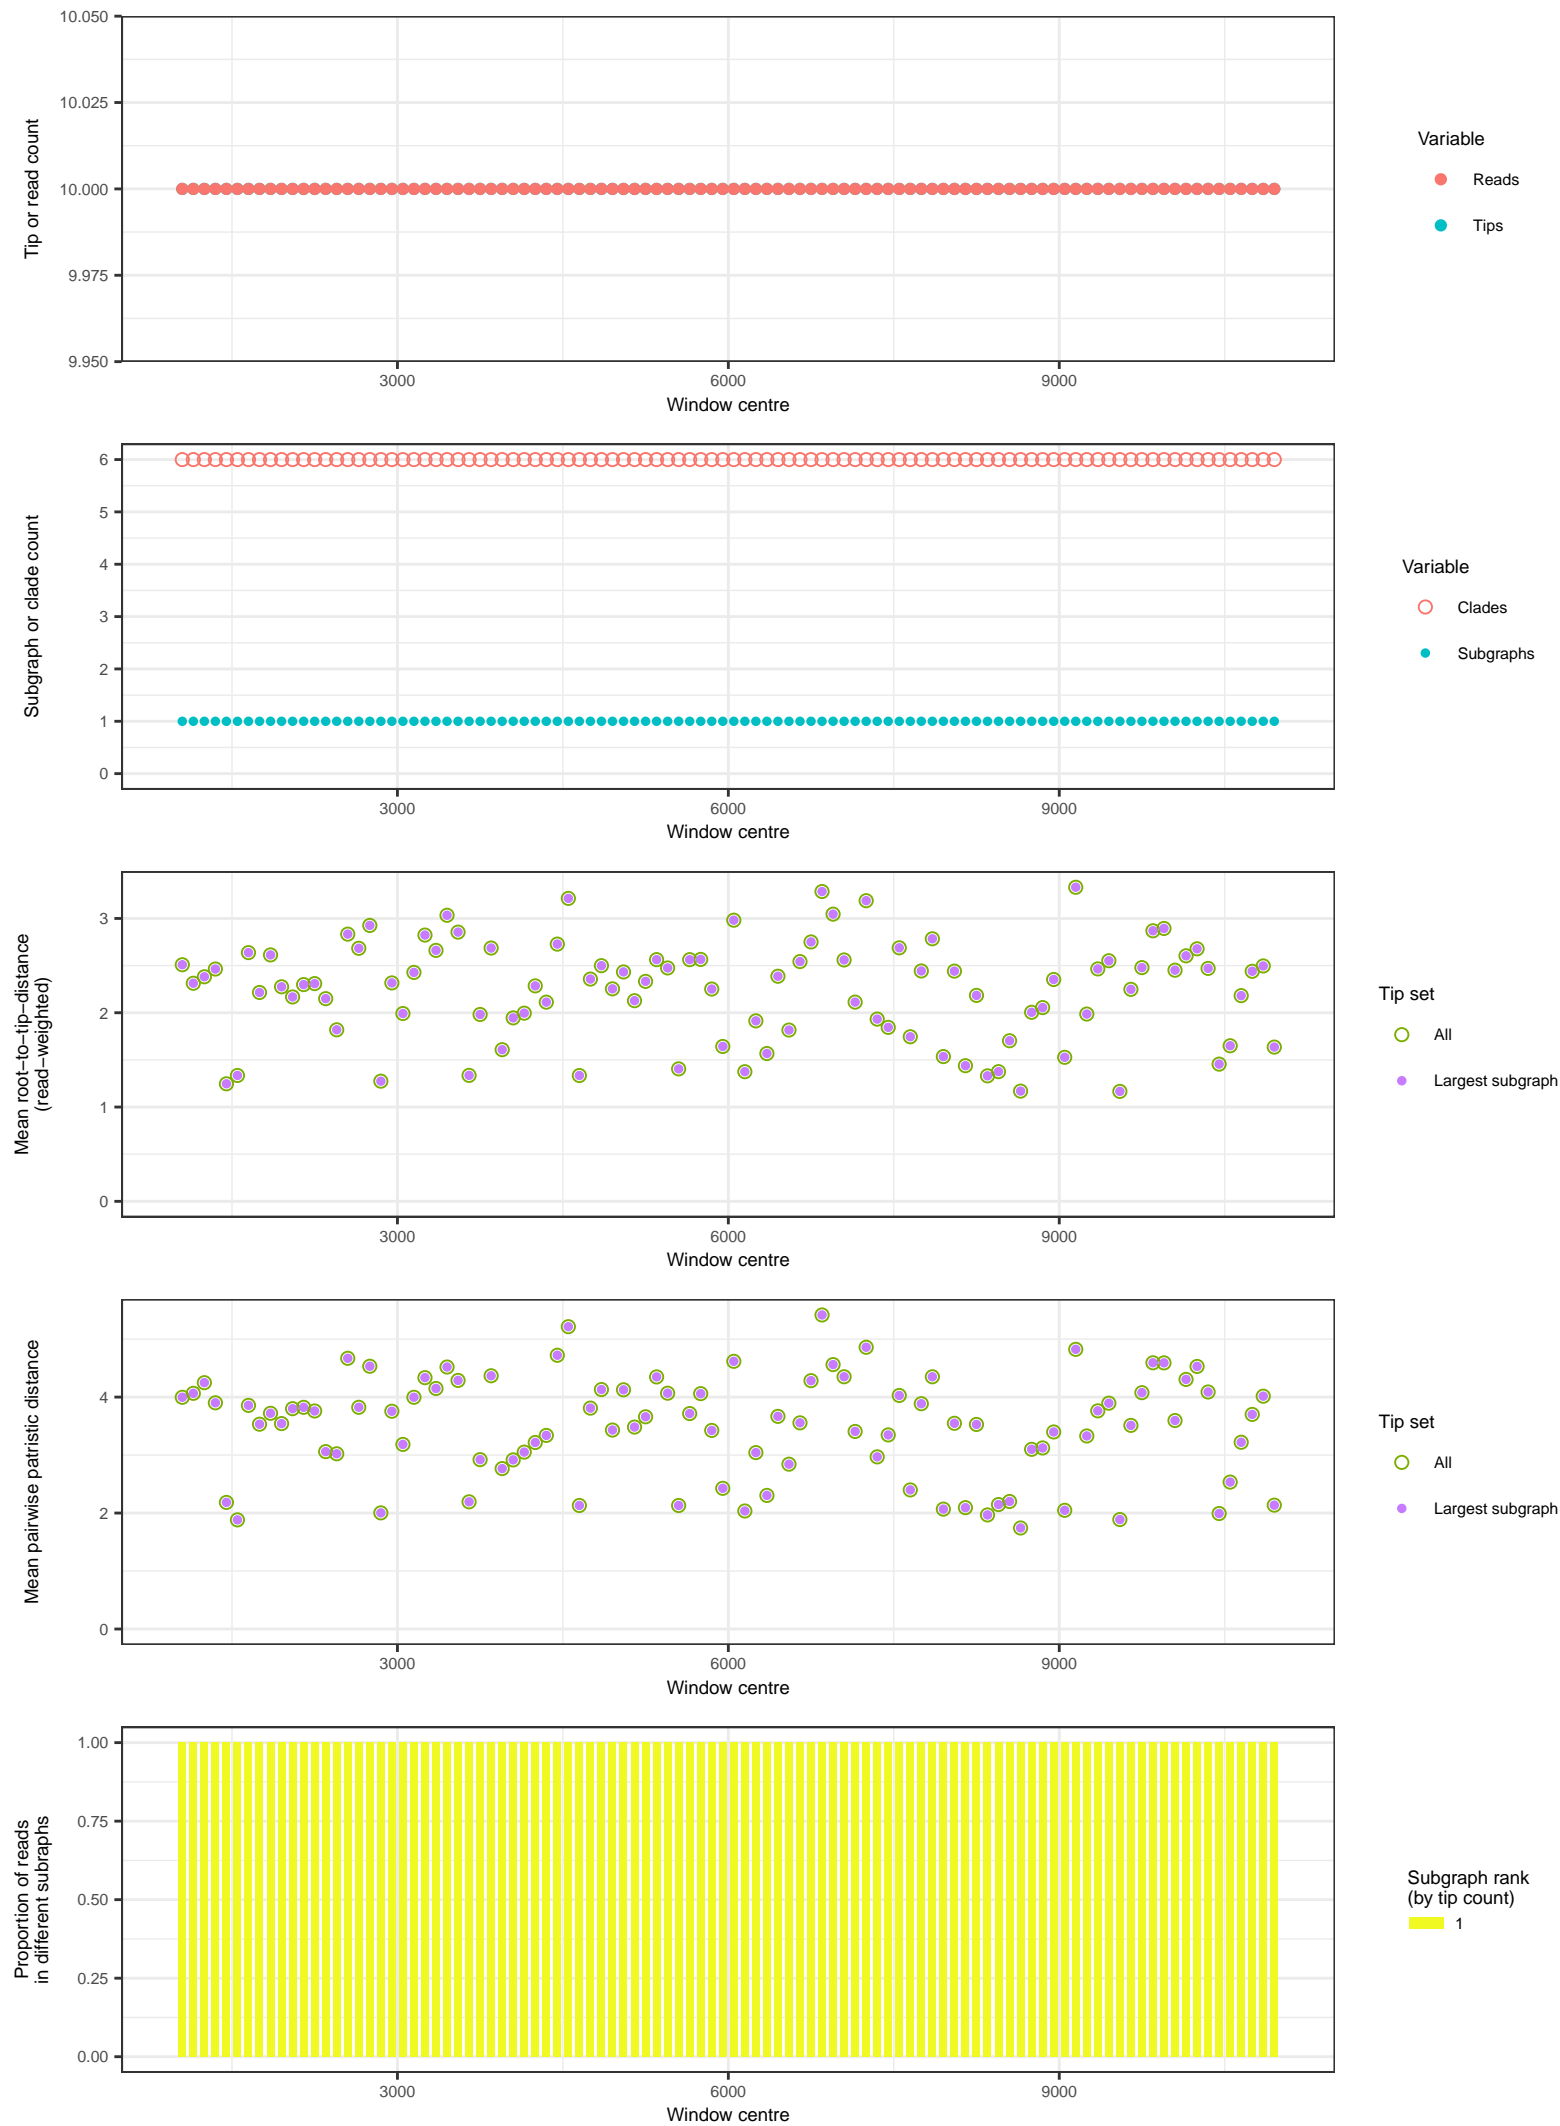 10.050
10.025
10.000
9.975
9.950
Tip or read count
3000
6000
9000
Window centre
Variable
Reads
Tips
6
5
4
3
2
1
0
Subgraph or clade count
3000
6000
9000
Window centre
Variable
Clades
Subgraphs
3
2
1
0
Mean root−to−tip−distance
(read−weighted)
3000
6000
9000
Window centre
Tip set
All
Largest subgraph
4
2
0
Mean pairwise patristic distance
3000
6000
9000
Window centre
Tip set
All
Largest subgraph
1.00
0.75
0.50
0.25
0.00
Proportion of reads
in different subraphs
3000
6000
9000
Window centre
Subgraph rank
(by tip count)
1